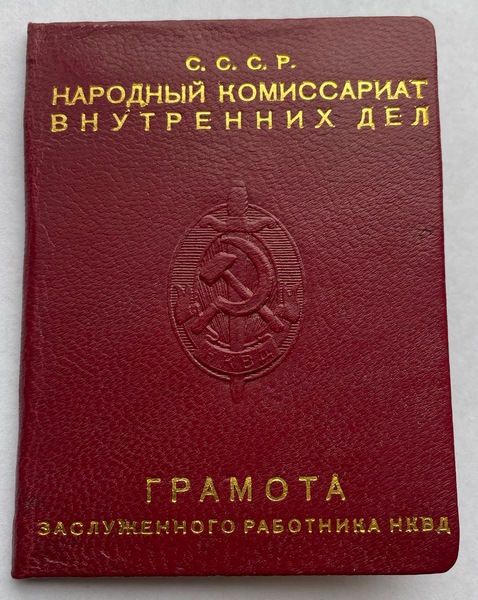 С. С. С. Р.
НАРОДНЫЙ КОМИССАРИАТ
ВНУТРЕННИХ ДЕЛ
НКВД
ГРАМОТА
ЗАСЛУЖЕННОГО РАБОТНИКА НКВД